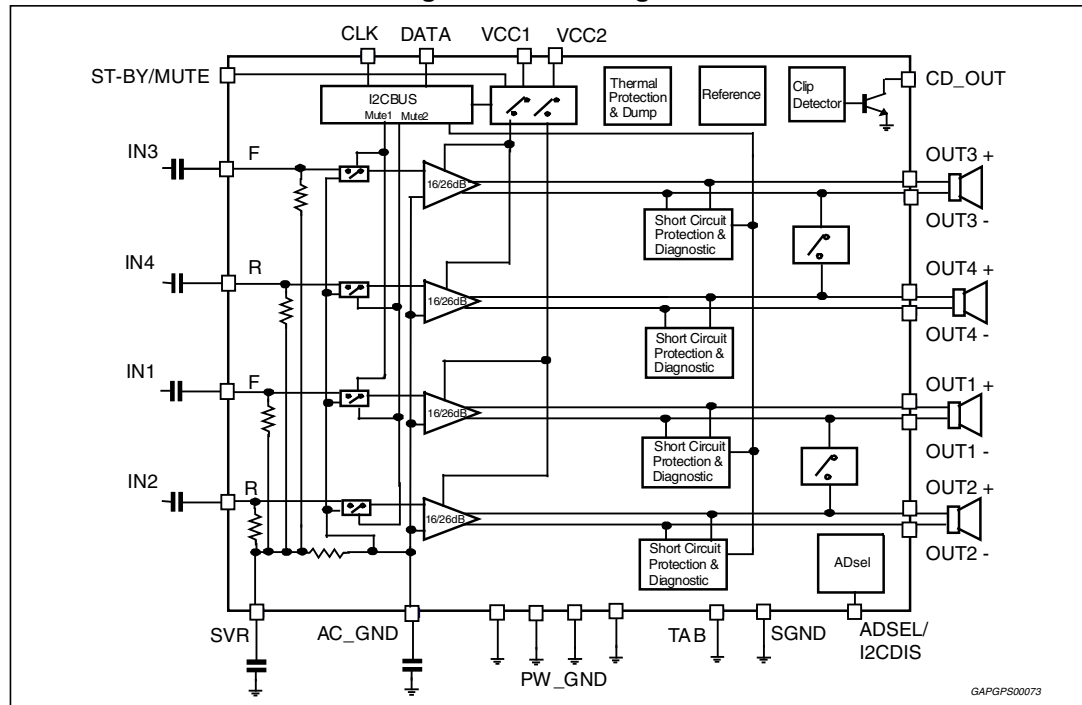 CLK DATA VCC1 VCC2
ST-BY/MUTE
I2CBUS
Mute1 Mute2
Thermal
Protection
& Dump
Reference
Clip
Detector
CD_OUT
IN3
F
16/26dB
OUT3 +
OUT3 -
Short Circuit
Protection &
Diagnostic
IN4
R
16/26dB
OUT4 +
OUT4 -
Short Circuit
Protection &
Diagnostic
IN1
F
16/26dB
OUT1 +
OUT1 -
Short Circuit
Protection &
Diagnostic
IN2
R
16/26dB
OUT2 +
OUT2 -
Short Circuit
Protection &
Diagnostic
ADsel
SVR
AC_GND
PW_GND
TAB
SGND
ADSEL/
I2CDIS
GAPGPS00073